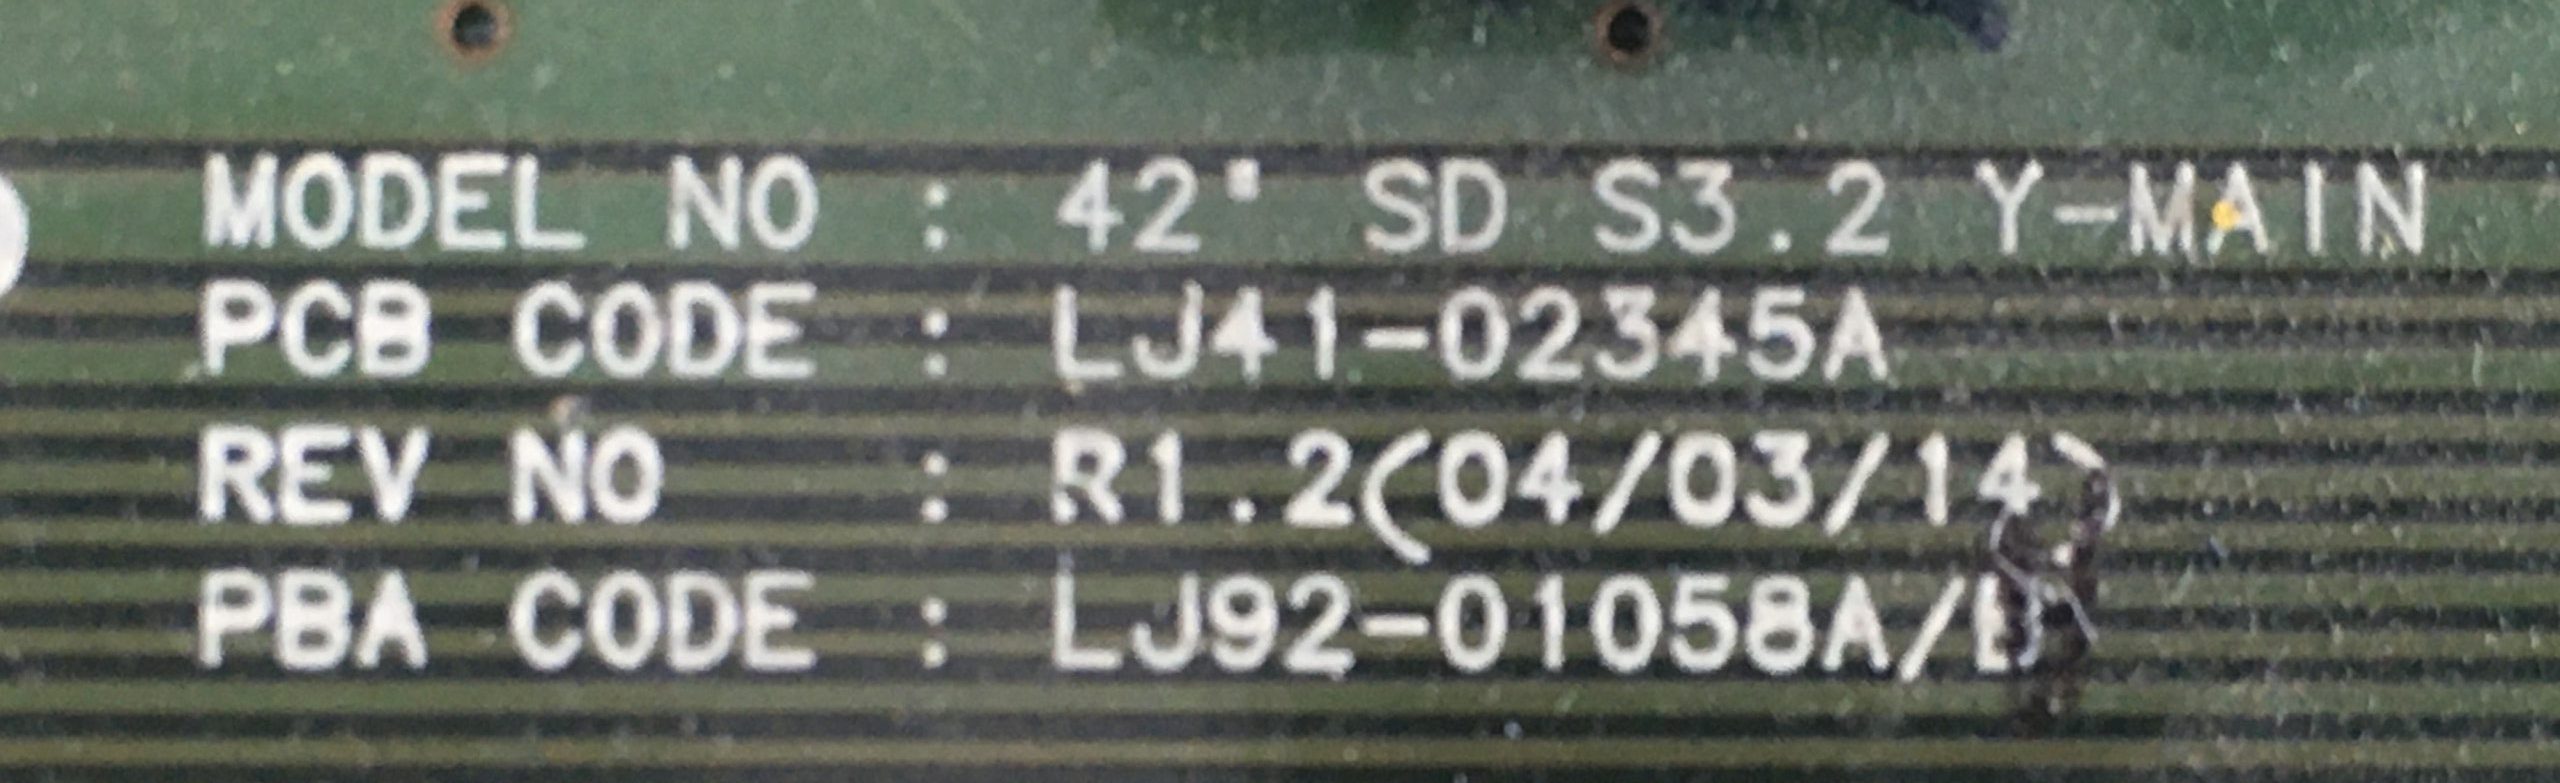 MODEL NO : 42" SD S3.2 Y-MAIN
PCB CODE : LJ41-02345A
REV NO : R1.2(04/03/14)
PBA CODE : LJ92-01058A/